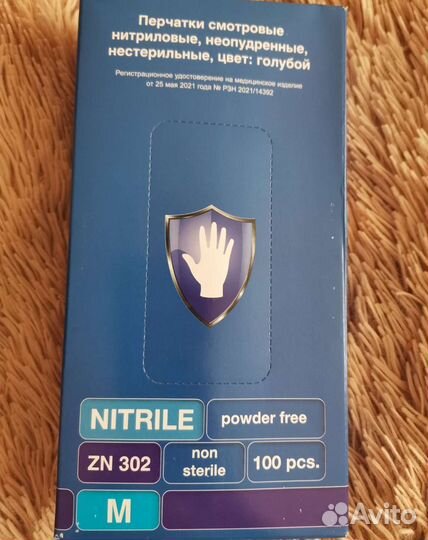 Перчатки смотровые
нитриловые, неопудренные,
нестерильные, цвет: голубой
Регистрационное удостоверение на медицинское изделие
от 25 мая 2021 года № РЗН 2021/14392
NITRILE
powder free
ZN 302
non
sterile
100 pcs.
M
Avito